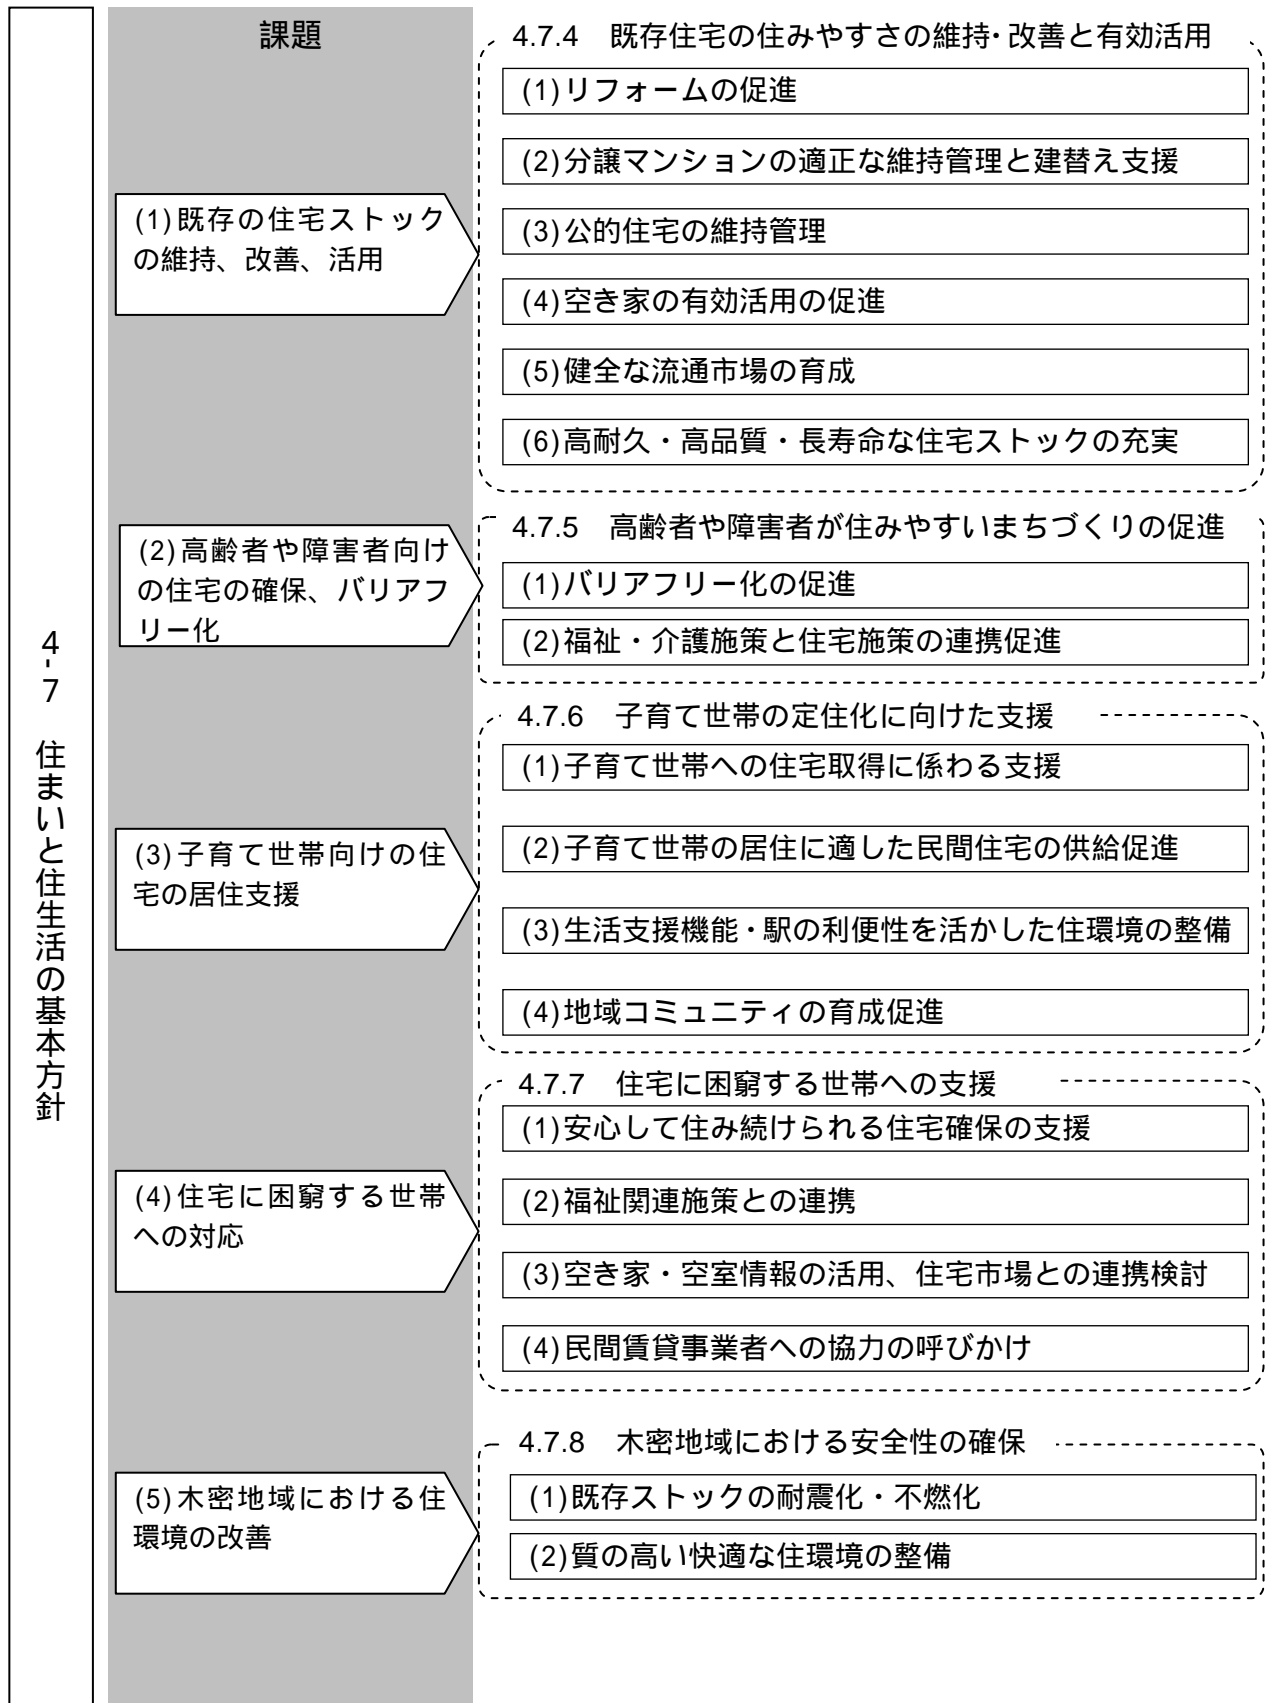 4-7 住まいと住生活の基本方針
課題
(1)既存の住宅ストック
の維持、改善、活用
4.7.4 既存住宅の住みやすさの維持・改善と有効活用
(1)リフォームの促進
(2)分譲マンションの適正な維持管理と建替え支援
(3)公的住宅の維持管理
(4)空き家の有効活用の促進
(5)健全な流通市場の育成
(6)高耐久・高品質・長寿命な住宅ストックの充実
(2)高齢者や障害者向け
の住宅の確保、バリアフ
リー化
4.7.5 高齢者や障害者が住みやすいまちづくりの促進
(1)バリアフリー化の促進
(2)福祉・介護施策と住宅施策の連携促進
(3)子育て世帯向けの住
宅の居住支援
4.7.6 子育て世帯の定住化に向けた支援
(1)子育て世帯への住宅取得に係わる支援
(2)子育て世帯の居住に適した民間住宅の供給促進
(3)生活支援機能・駅の利便性を活かした住環境の整備
(4)地域コミュニティの育成促進
(4)住宅に困窮する世帯
への対応
4.7.7 住宅に困窮する世帯への支援
(1)安心して住み続けられる住宅確保の支援
(2)福祉関連施策との連携
(3)空き家・空室情報の活用、住宅市場との連携検討
(4)民間賃貸事業者への協力の呼びかけ
(5)木密地域における住
環境の改善
4.7.8 木密地域における安全性の確保
(1)既存ストックの耐震化・不燃化
(2)質の高い快適な住環境の整備